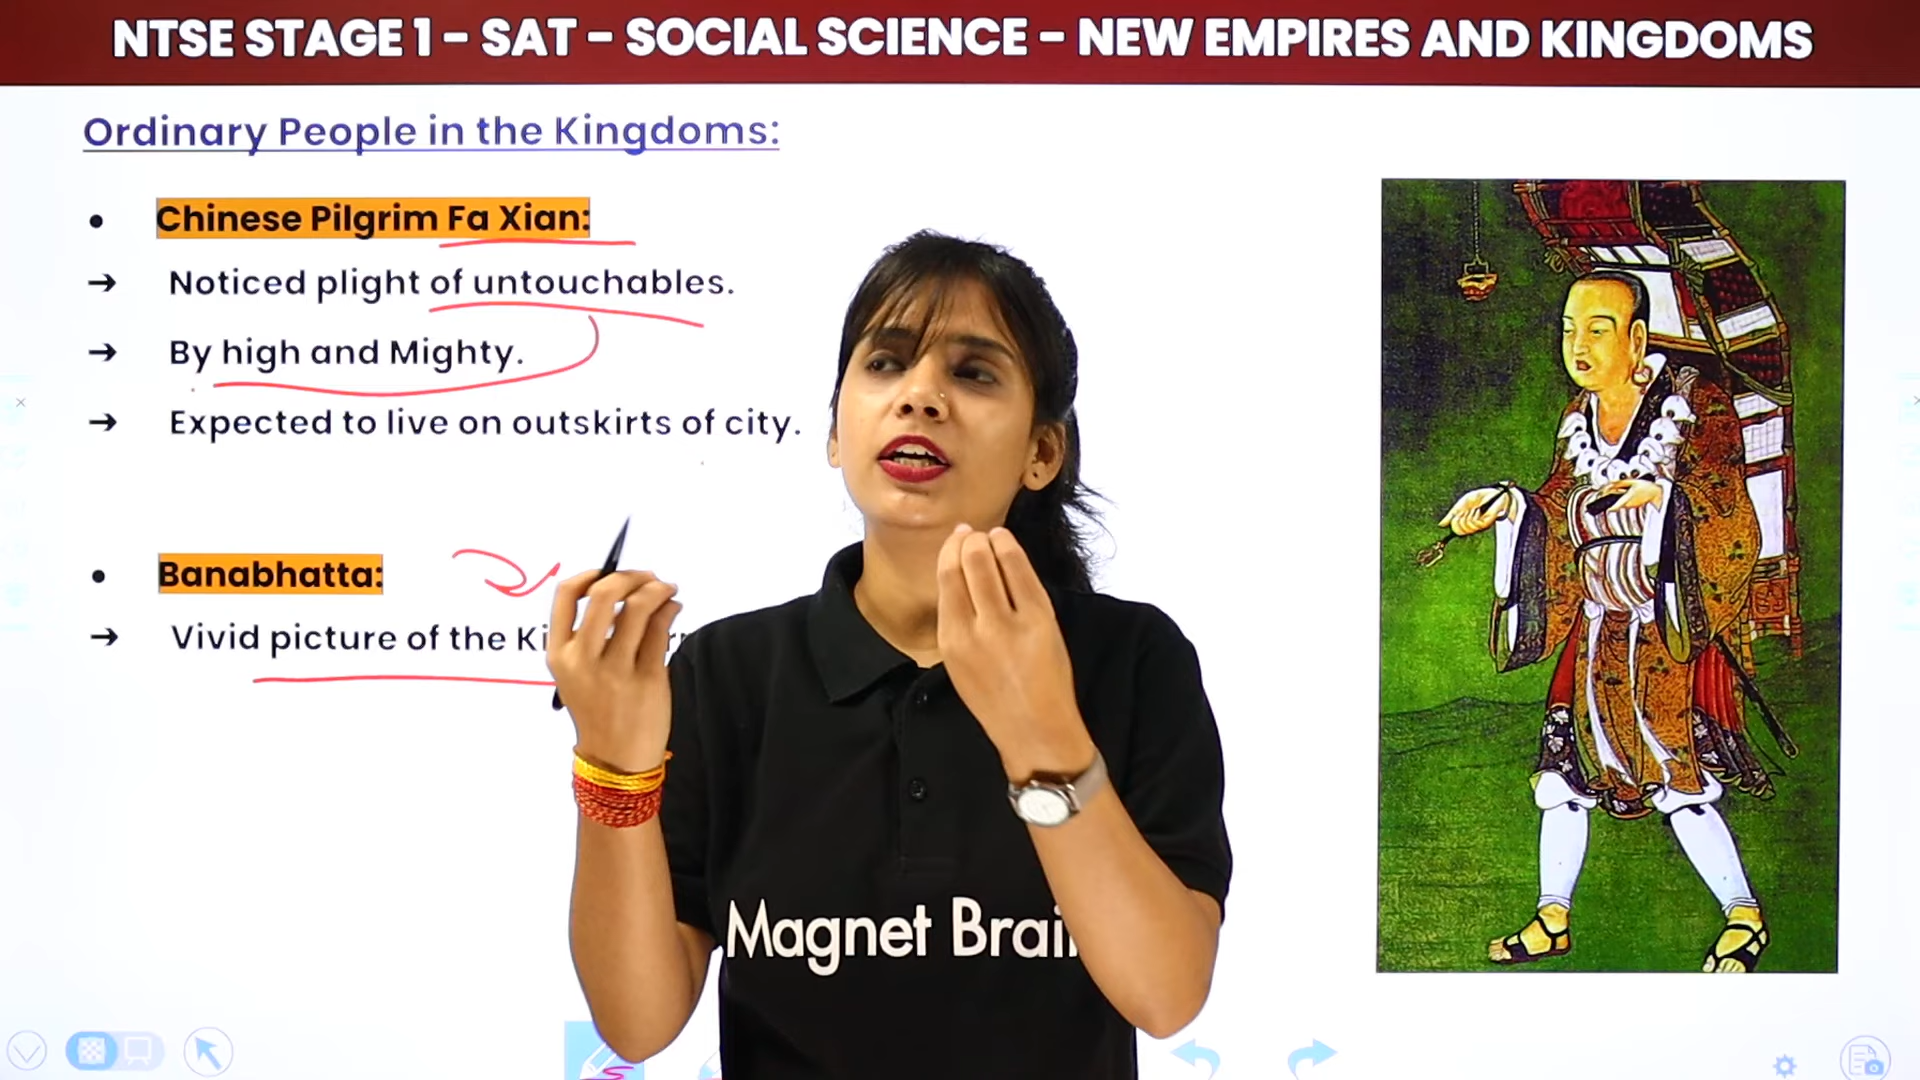 NTSE STAGE 1 – SAT – SOCIAL SCIENCE – NEW EMPIRES AND KINGDOMS
Ordinary People in the Kingdoms:
• Chinese Pilgrim Fa Xian:
→ Noticed plight of untouchables.
→ By high and Mighty.
→ Expected to live on outskirts of city.
• Banabhatta:
→ Vivid picture of the
Magnet Brai